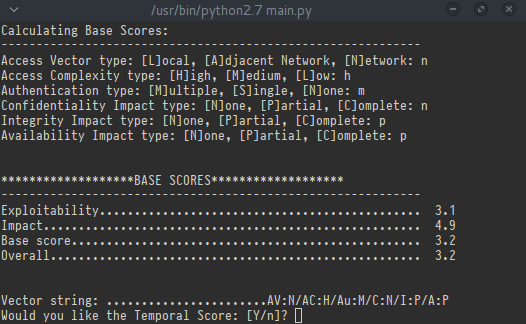 /usr/bin/python2.7 main.py
Calculating Base Scores:
------------------------------------------------------------
Access Vector type: [L]ocal, [A]djacent Network, [N]etwork: n
Access Complexity type: [H]igh, [M]edium, [L]ow: h
Authentication type: [M]ultiple, [S]ingle, [N]one: m
Confidentiality Impact type: [N]one, [P]artial, [C]omplete: n
Integrity Impact type: [N]one, [P]artial, [C]omplete: p
Availability Impact type: [N]one, [P]artial, [C]omplete: p
*******************BASE SCORES*******************
------------------------------------------------------------
Exploitability.............................................. 3.1
Impact...................................................... 4.9
Base score.................................................. 3.2
Overall..................................................... 3.2
Vector string: .......................AV:N/AC:H/Au:M/C:N/I:P/A:P
Would you like the Temporal Score: [Y/n]?